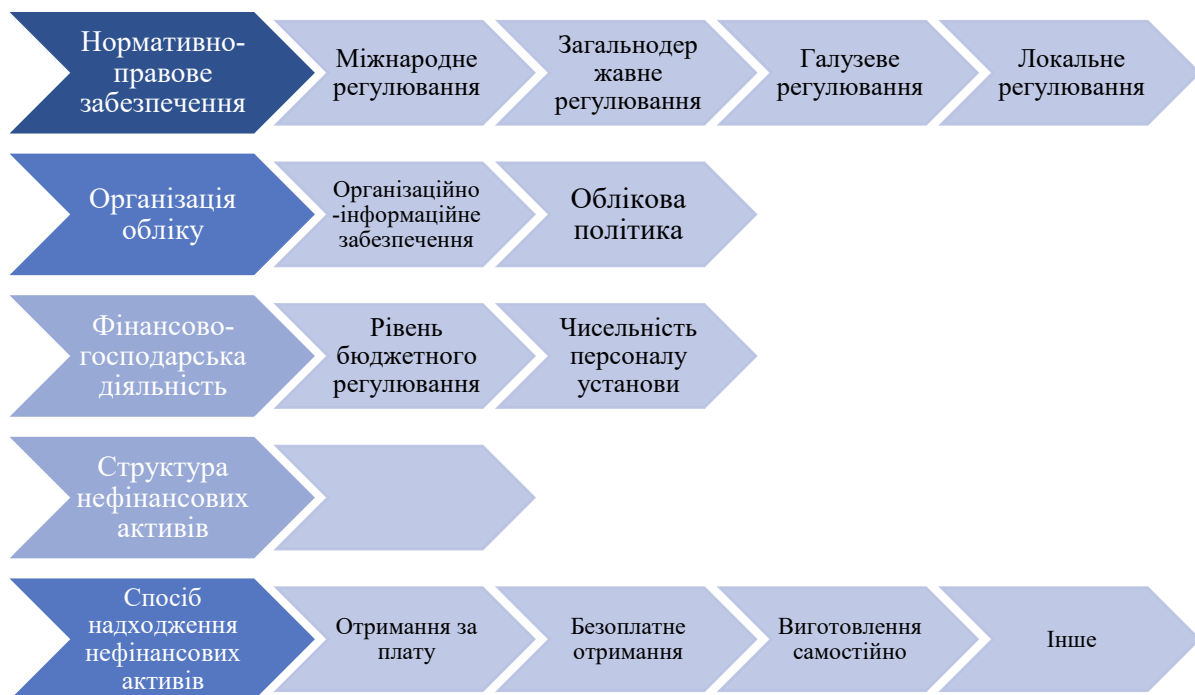 Нормативно-
правове
забезпечення
Міжнародне
регулювання
Загальнодер
жавне
регулювання
Галузеве
регулювання
Локальне
регулювання
Організація
обліку
Організаційно
-інформаційне
забезпечення
Облікова
політика
Фінансово-
господарська
діяльність
Рівень
бюджетного
регулювання
Чисельність
персоналу
установи
Структура
нефінансових
активів
Спосіб
надходження
нефінансових
активів
Отримання за
плату
Безоплатне
отримання
Виготовлення
самостійно
Інше